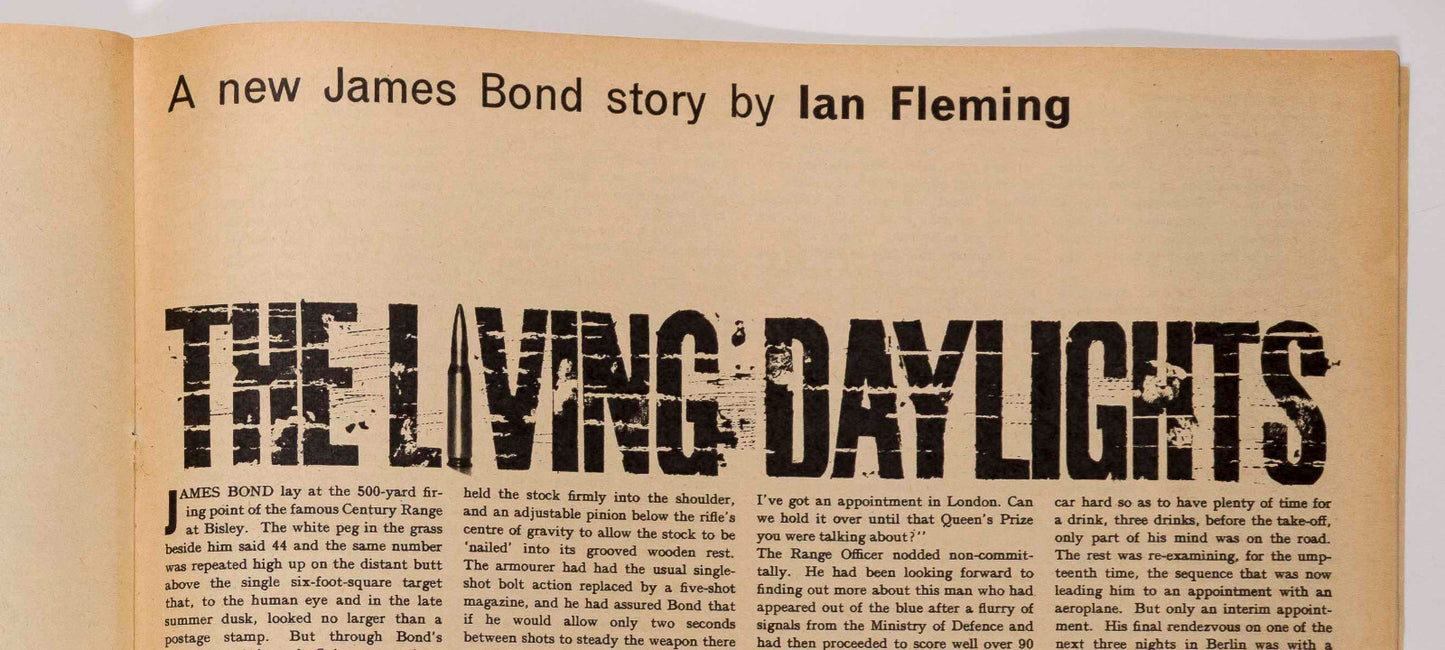 A new James Bond story by Ian Fleming
THE LIVING DAYLIGHTS
JAMES BOND lay at the 500-yard fir-
ing point of the famous Century Range
at Bisley. The white peg in the grass
beside him said 44 and the same number
was repeated high up on the distant butt
above the single six-foot-square target
that, to the human eye and in the late
summer dusk, looked no larger than a
postage stamp. But through Bond's
held the stock firmly into the shoulder,
and an adjustable pinion below the rifle's
centre of gravity to allow the stock to be
'nailed' into its grooved wooden rest.
The armourer had had the usual single-
shot bolt action replaced by a five-shot
magazine, and he had assured Bond that
if he would allow only two seconds
between shots to steady the weapon there
I've got an appointment in London. Can
we hold it over until that Queen's Prize
you were talking about?''
The Range Officer nodded non-commit-
tally. He had been looking forward to
finding out more about this man who had
appeared out of the blue after a flurry of
signals from the Ministry of Defence and
had then proceeded to score well over 90
car hard so as to have plenty of time for
a drink, three drinks, before the take-off,
only part of his mind was on the road.
The rest was re-examining, for the ump-
teenth time, the sequence that was now
leading him to an appointment with an
aeroplane. But only an interim appoint-
ment. His final rendezvous on one of the
next three nights in Berlin was with a